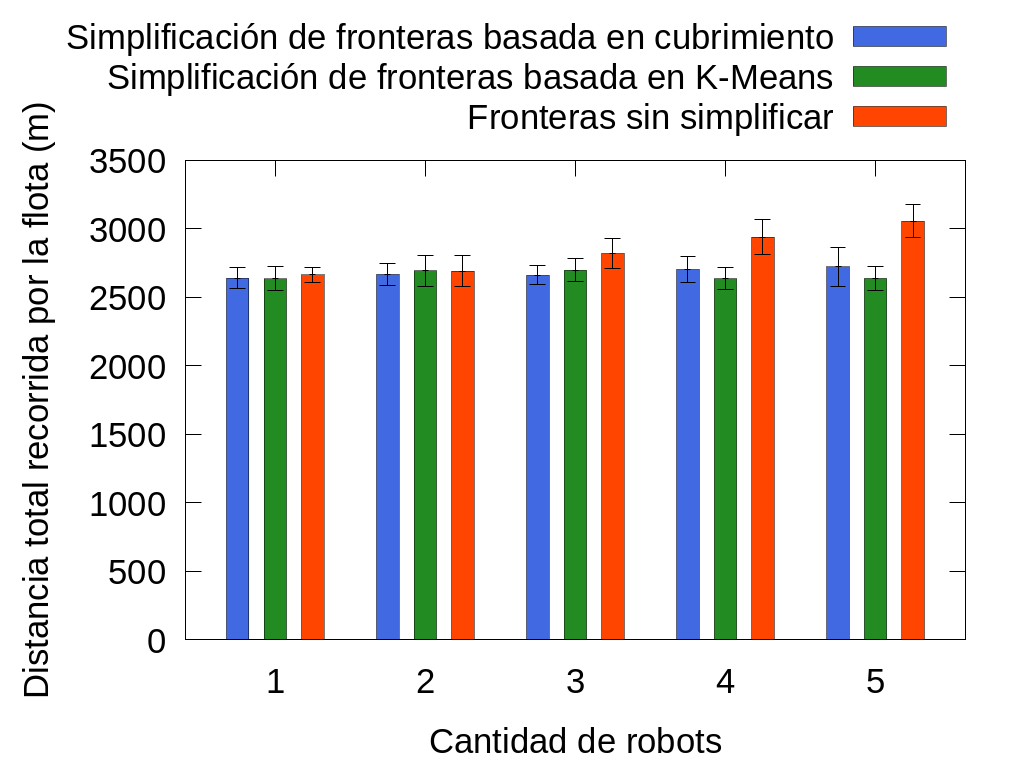 Simplificación de fronteras basada en cubrimiento
Simplificación de fronteras basada en K-Means
Fronteras sin simplificar
Distancia total recorrida por la flota (m)
3500
3000
2500
2000
1500
1000
500
0
1 2 3 4 5
Cantidad de robots